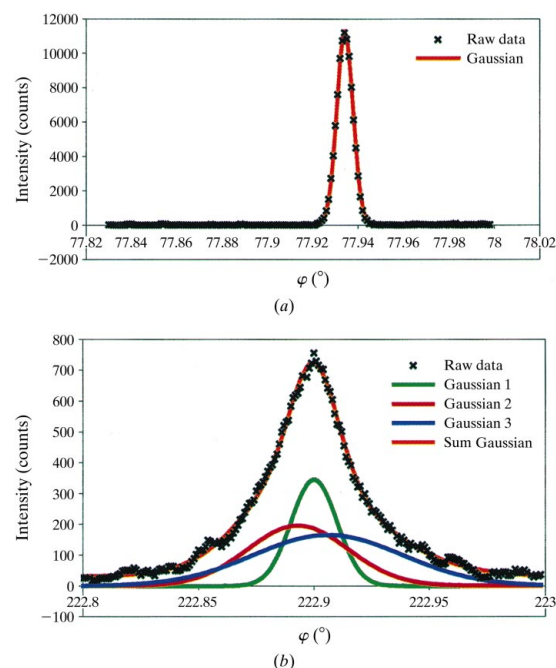 (a)
12000
10000
8000
6000
4000
2000
0
−2000
Intensity (counts)
Raw data
Gaussian
77.82 77.84 77.86 77.88 77.9 77.92 77.94 77.96 77.98 78 78.02
φ (°)
(a)
800
700
600
500
400
300
200
100
0
−100
Intensity (counts)
Raw data
Gaussian 1
Gaussian 2
Gaussian 3
Sum Gaussian
222.8 222.85 222.91 222.95 223
φ (°)
(b)